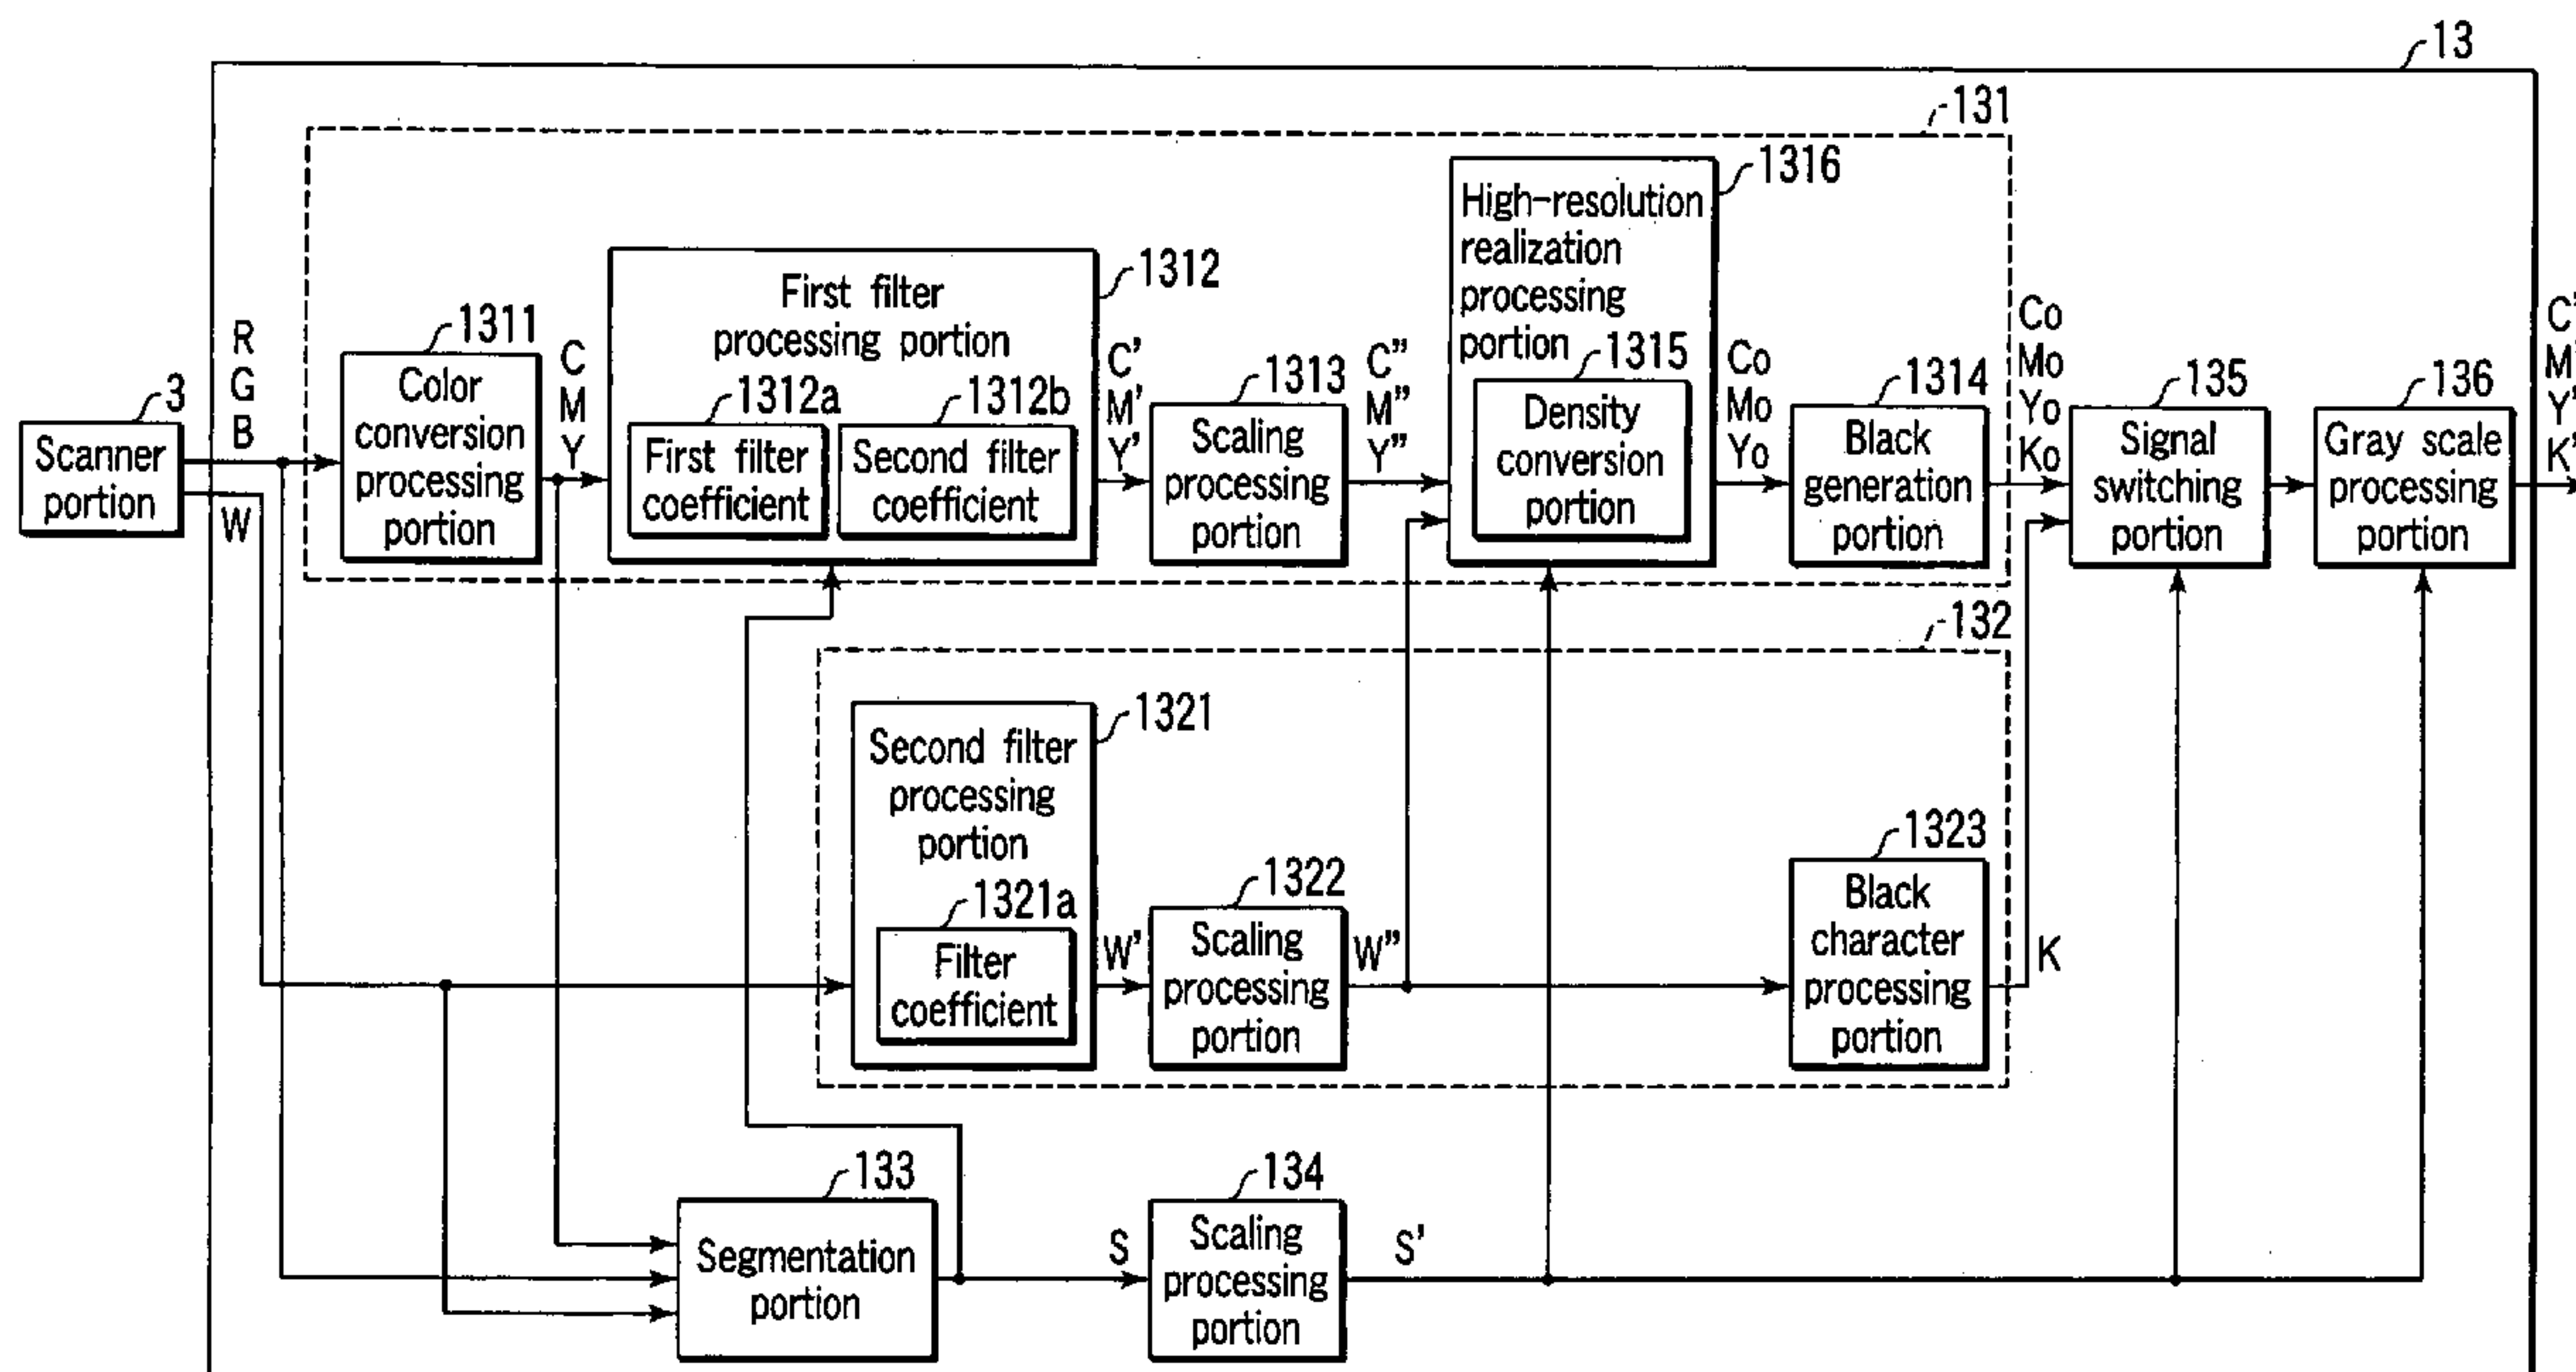 13
131
1316
High-resolution
realization
processing
portion
1315
Density
conversion
portion
1312
First filter
processing portion
1312a
First filter
coefficient
1312b
Second filter
coefficient
1311
Color
conversion
processing
portion
3
Scanner
portion
R
G
B
W
C
M
Y
C'
M'
Y'
1313
Scaling
processing
portion
C"
M"
Y"
Co
Mo
Yo
1314
Black
generation
portion
Co
Mo
Yo
Ko
135
Signal
switching
portion
136
Gray scale
processing
portion
C'
M'
Y'
K'
132
1321
Second filter
processing
portion
1321a
Filter
coefficient
W'
1322
Scaling
processing
portion
W"
1323
Black
character
processing
portion
K
133
Segmentation
portion
S
134
Scaling
processing
portion
S'